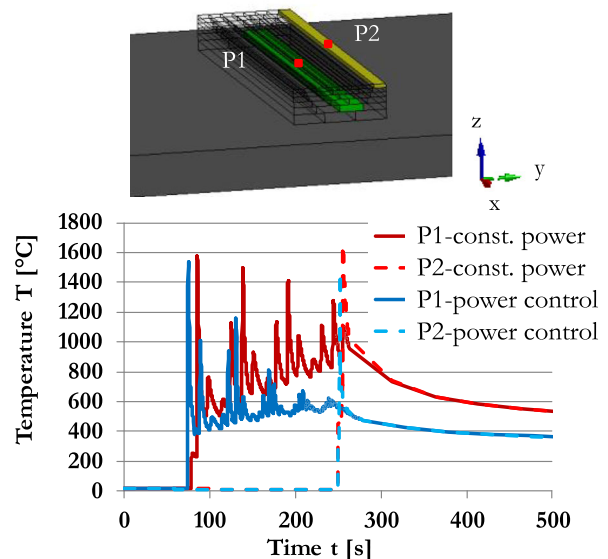 P2
P1
z
y
x
1800
1600
1400
1200
1000
800
600
400
200
0
Temperature T [°C]
P1-const. power
P2-const. power
P1-power control
P2-power control
0 100 200 300 400 500
Time t [s]